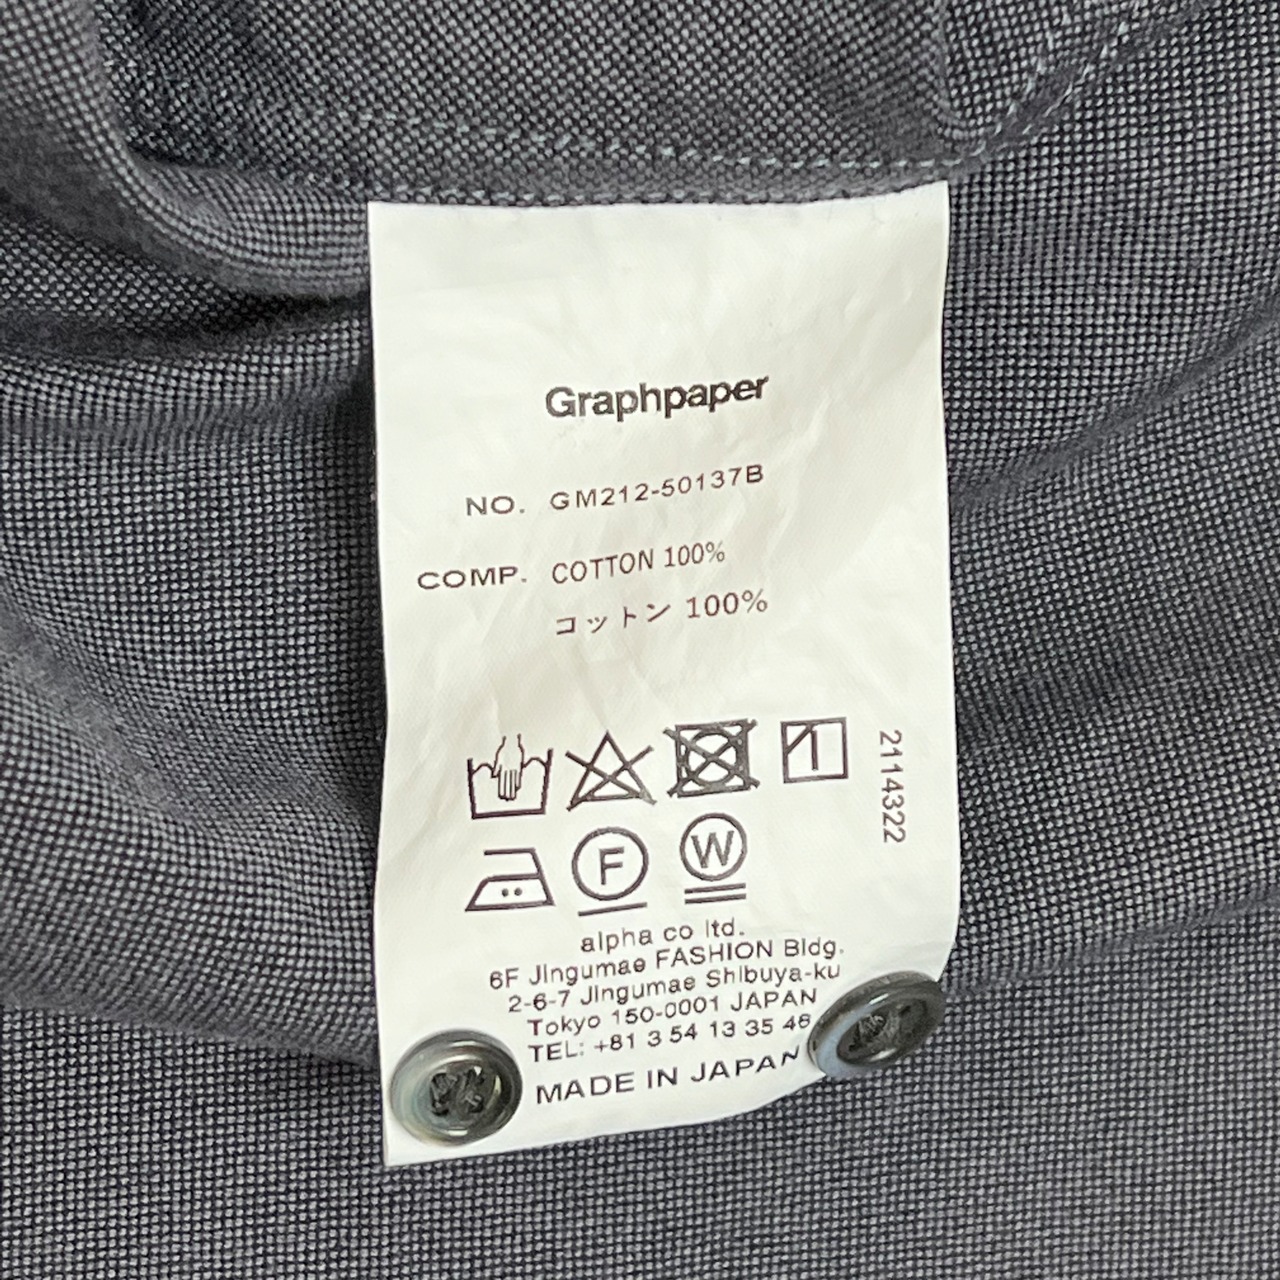 Graphpaper
NO. GM212-50137B
COMP. COTTON 100%
コットン 100%
2114322
F
W
alpha co ltd.
6F Jingumae FASHION Bldg.
2-6-7 Jingumae Shibuya-ku
Tokyo 150-0001 JAPAN
TEL: +81 3 54 13 35 46
MADE IN JAPAN